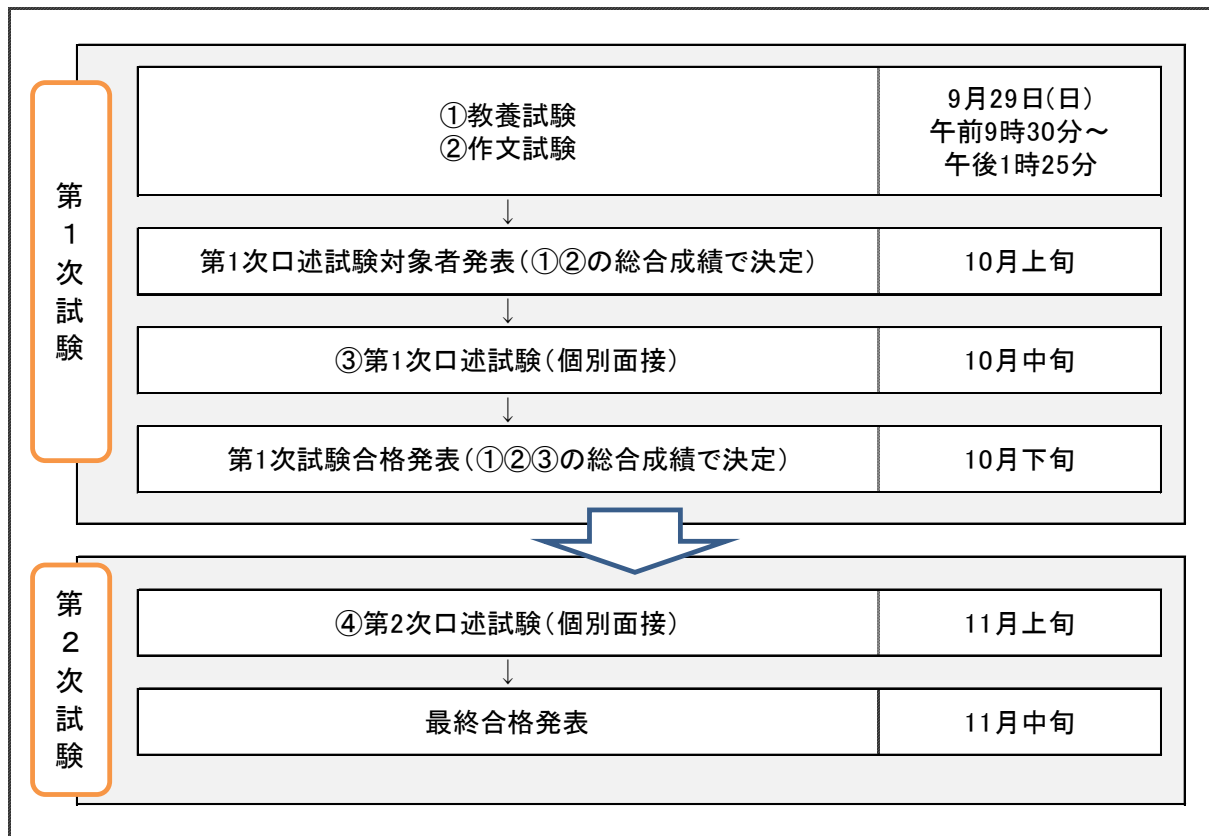 第1次試験
①教養試験
②作文試験
9月29日(日)
午前9時30分～
午後1時25分
↓
第1次口述試験対象者発表(①②の総合成績で決定)
10月上旬
↓
③第1次口述試験(個別面接)
10月中旬
↓
第1次試験合格発表(①②③の総合成績で決定)
10月下旬
第2次試験
④第2次口述試験(個別面接)
11月上旬
↓
最終合格発表
11月中旬